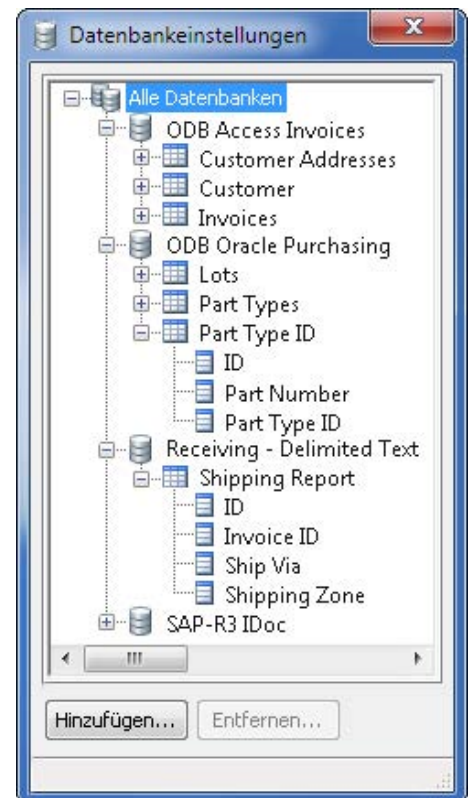 Datenbankeinstellungen
Alle Datenbanken
ODB Access Invoices
Customer Addresses
Customer
Invoices
ODB Oracle Purchasing
Lots
Part Types
Part Type ID
ID
Part Number
Part Type ID
Receiving - Delimited Text
Shipping Report
ID
Invoice ID
Ship Via
Shipping Zone
SAP-R3 IDoc
Hinzufügen... Entfernen...